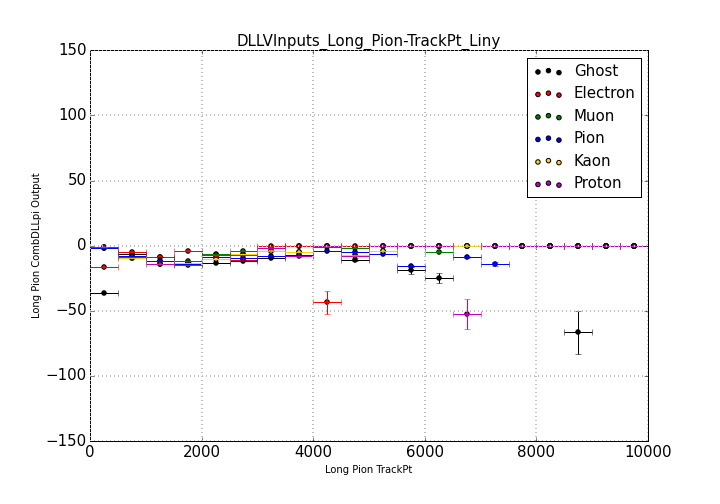 DLLVInputs_Long_Pion-TrackPt_Liny
150
100
50
0
−50
−100
−150
Long Pion CombDLLpi Output
Ghost
Electron
Muon
Pion
Kaon
Proton
0 2000 4000 6000 8000 10000
Long Pion TrackPt